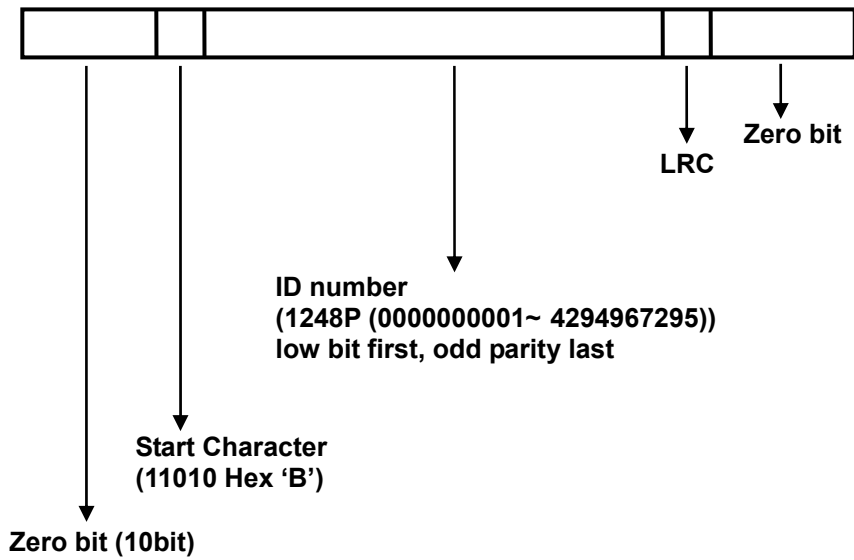 Zero bit
LRC
ID number
(1248P (0000000001~ 4294967295))
low bit first, odd parity last
Start Character
(11010 Hex ‘B’)
Zero bit (10bit)